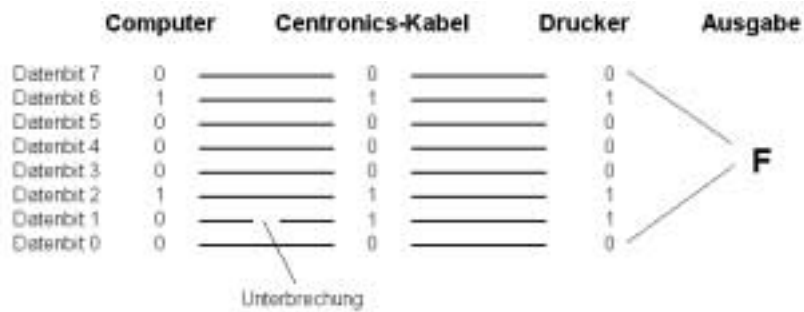 Computer Centronics-Kabel Drucker Ausgabe
Datenbit 7 0 0 0
Datenbit 6 1 1 1
Datenbit 5 0 0 0
Datenbit 4 0 0 0
Datenbit 3 0 0 0
F
Datenbit 2 1 1 1
Datenbit 1 0 1 1
Datenbit 0 0 0 0
Unterbrechung